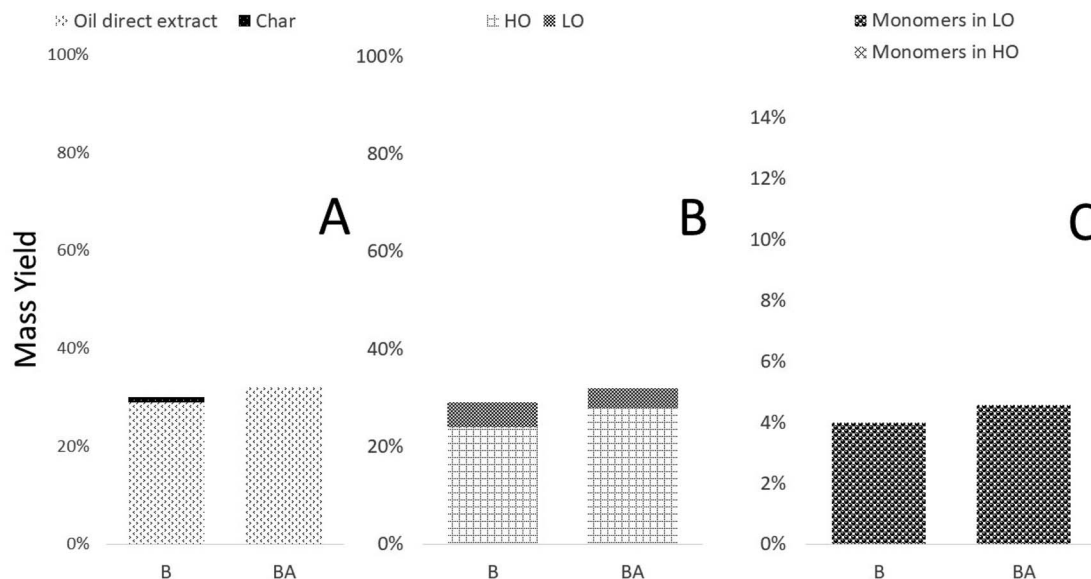 Oil direct extract Char
100%
80%
60%
40%
20%
0%
Mass Yield
A
B BA
HO LO
100%
80%
60%
40%
20%
0%
B
B BA
Monomers in LO
Monomers in HO
14%
12%
10%
8%
6%
4%
2%
0%
C
B BA